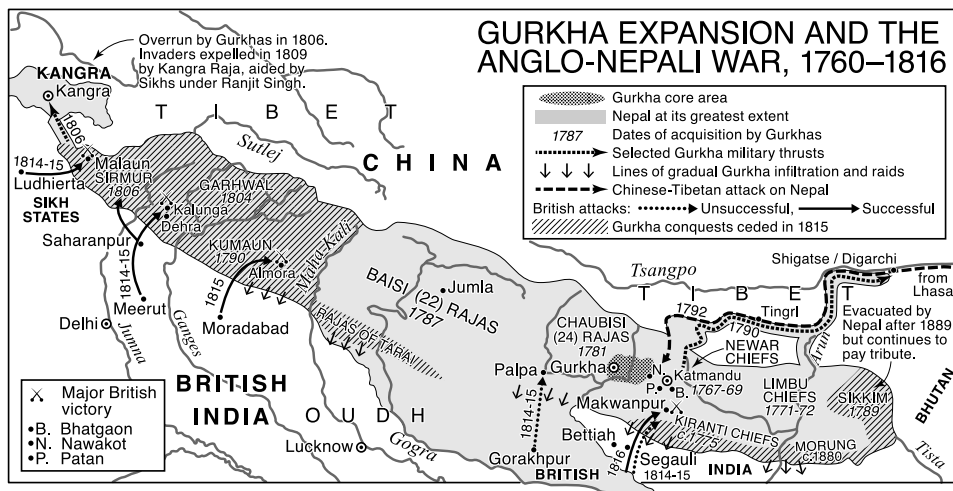 GURKHA EXPANSION AND THE
ANGLO-NEPALI WAR, 1760–1816
Gurkha core area
Nepal at its greatest extent
1787 Dates of acquisition by Gurkhas
Selected Gurkha military thrusts
Lines of gradual Gurkha infiltration and raids
Chinese-Tibetan attack on Nepal
British attacks: Unsuccessful, Successful
Gurkha conquests ceded in 1815
Overrun by Gurkhas in 1806.
Invaders expelled in 1809
by Kangra Raja, aided by
Sikhs under Ranjit Singh.
KANGRA
Kangra
1806
1814-15
Ludhierta
SIKH
STATES
Malaun
SIRMUR
1806
TIBET
Sutlej
CHINA
GARHWAL
1804
Kalunga
Dehra
Saharanpur
1814-15
Meerut
Delhi
Jumna
Ganges
KUMAUN
1790
Almora
1815
Moradabad
Maha-Kali
BAISI (22) RAJAS
1787
Jumla
RAJAS OF TARAI
BRITISH
INDIA
OUDH
Lucknow
Gogra
Tsangpo
TIBET
Shigatse / Digarchi
from
Lhasa
1792
1790
Tingri
Arun
Evacuated by
Nepal after 1889
but continues to
pay tribute.
NEWAR CHIEFS
CHAUBISI
(24) RAJAS
1781
Gurkha
Palpa
N.
Katmandu
P.
B.
1767-69
Makwanpur
LIMBU
CHIEFS
1771-72
SIKKIM
1789
BHUTAN
KIRANTI CHIEFS
c.1775
MORUNG
c.1880
Tista
1814-15
Gorakhpur
Bettiah
1816
Segauli
1814-15
BRITISH
INDIA
Major British
victory
B. Bhatgaon
N. Nawakot
P. Patan